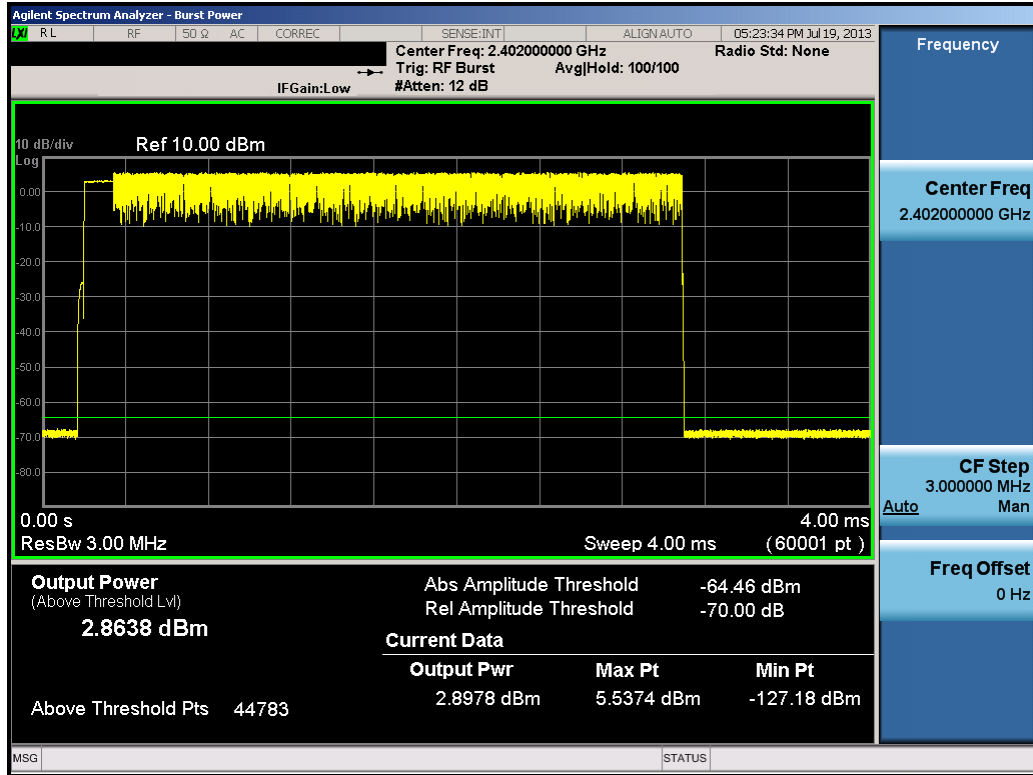 Agilent Spectrum Analyzer - Burst Power
LXI RL RF 50 Ω AC CORREC SENSE:INT ALIGN AUTO 05:23:34 PM Jul 19, 2013
Center Freq: 2.402000000 GHz Radio Std: None
Trig: RF Burst Avg|Hold: 100/100
IFGain:Low #Atten: 12 dB
10 dB/div Ref 10.00 dBm
Log
0.00
-10.0
-20.0
-30.0
-40.0
-50.0
-60.0
-70.0
-80.0
0.00 s 4.00 ms
ResBw 3.00 MHz Sweep 4.00 ms (60001 pt)
Output Power
(Above Threshold Lvl)
2.8638 dBm
Above Threshold Pts 44783
Abs Amplitude Threshold -64.46 dBm
Rel Amplitude Threshold -70.00 dB
Current Data
Output Pwr Max Pt Min Pt
2.8978 dBm 5.5374 dBm -127.18 dBm
Frequency
Center Freq
2.402000000 GHz
CF Step
3.000000 MHz
Auto Man
Freq Offset
0 Hz
MSG STATUS